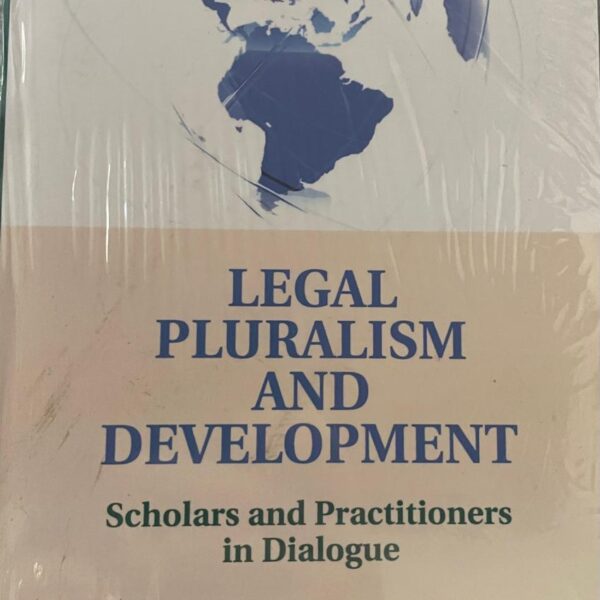 LEGAL
PLURALISM
AND
DEVELOPMENT
Scholars and Practitioners
in Dialogue